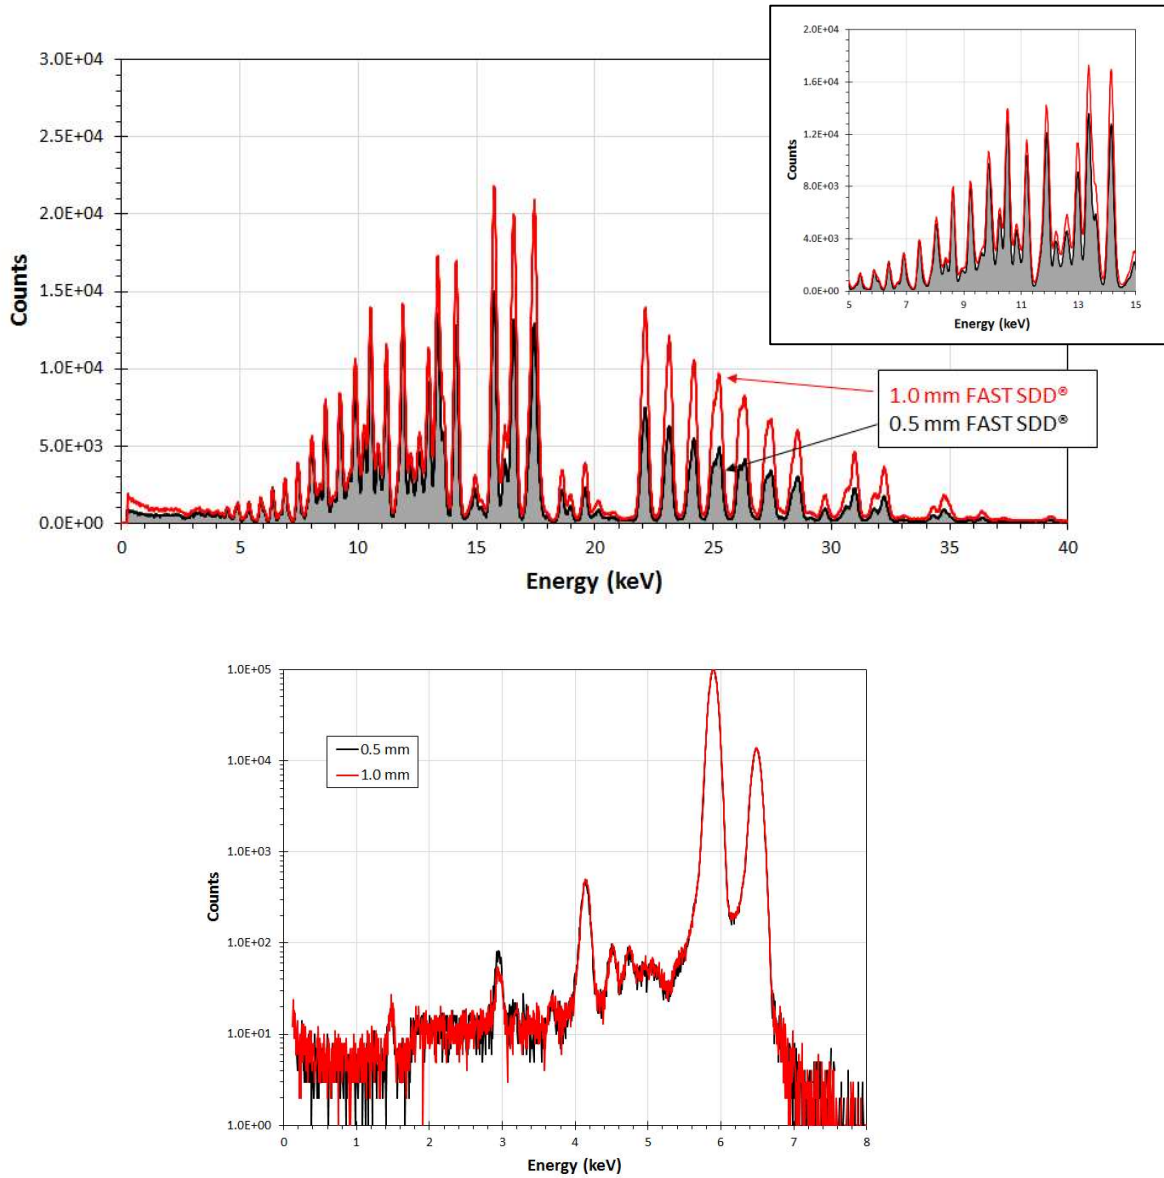 3.0E+04
2.5E+04
2.0E+04
1.5E+04
1.0E+04
5.0E+03
0.0E+00
Counts
0 5 10 15 20 25 30 35 40
Energy (keV)
2.0E+04
1.6E+04
1.2E+04
8.0E+03
4.0E+03
0.0E+00
Counts
5 7 9 11 13 15
Energy (keV)
1.0 mm FAST SDD®
0.5 mm FAST SDD®
1.0E+05
1.0E+04
1.0E+03
1.0E+02
1.0E+01
1.0E+00
Counts
0.5 mm
1.0 mm
0 1 2 3 4 5 6 7 8
Energy (keV)